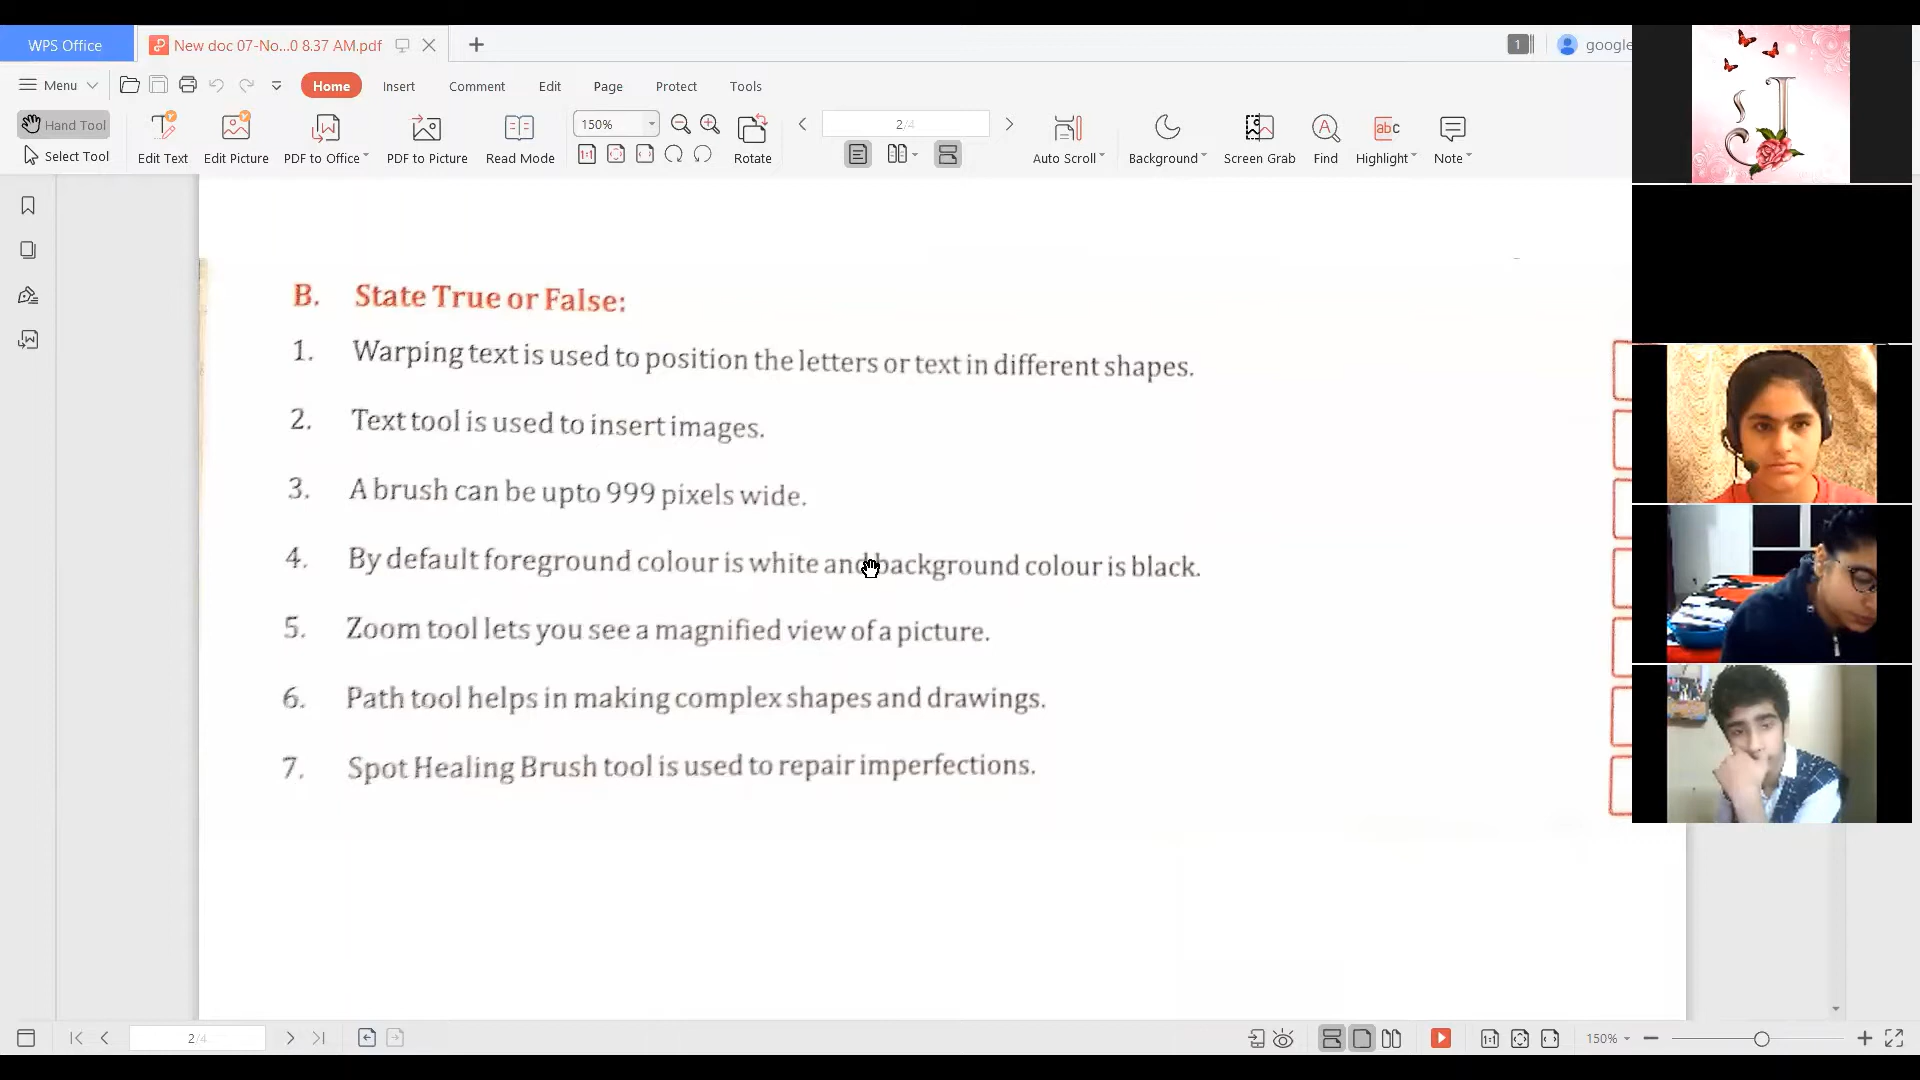 WPS Office
New doc 07-No...0 8.37 AM.pdf
1
google
Menu
Home
Insert
Comment
Edit
Page
Protect
Tools
Hand Tool
Select Tool
Edit Text
Edit Picture
PDF to Office
PDF to Picture
Read Mode
150%
Rotate
2/4
Auto Scroll
Background
Screen Grab
Find
Highlight
Note
B. State True or False:
1. Warping text is used to position the letters or text in different shapes.
2. Text tool is used to insert images.
3. A brush can be upto 999 pixels wide.
4. By default foreground colour is white and background colour is black.
5. Zoom tool lets you see a magnified view of a picture.
6. Path tool helps in making complex shapes and drawings.
7. Spot Healing Brush tool is used to repair imperfections.
2/4
150%